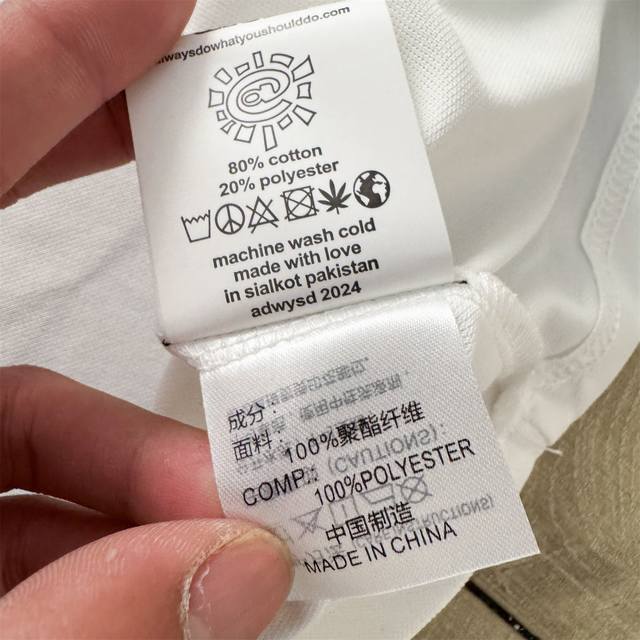 alwaysdowhatyoushoulddo.com
@
80% cotton
20% polyester
machine wash cold
made with love
in sialkot pakistan
adwysd 2024
成分:
面料: 100%聚酯纤维
COMP.: 100%POLYESTER
中国制造
MADE IN CHINA